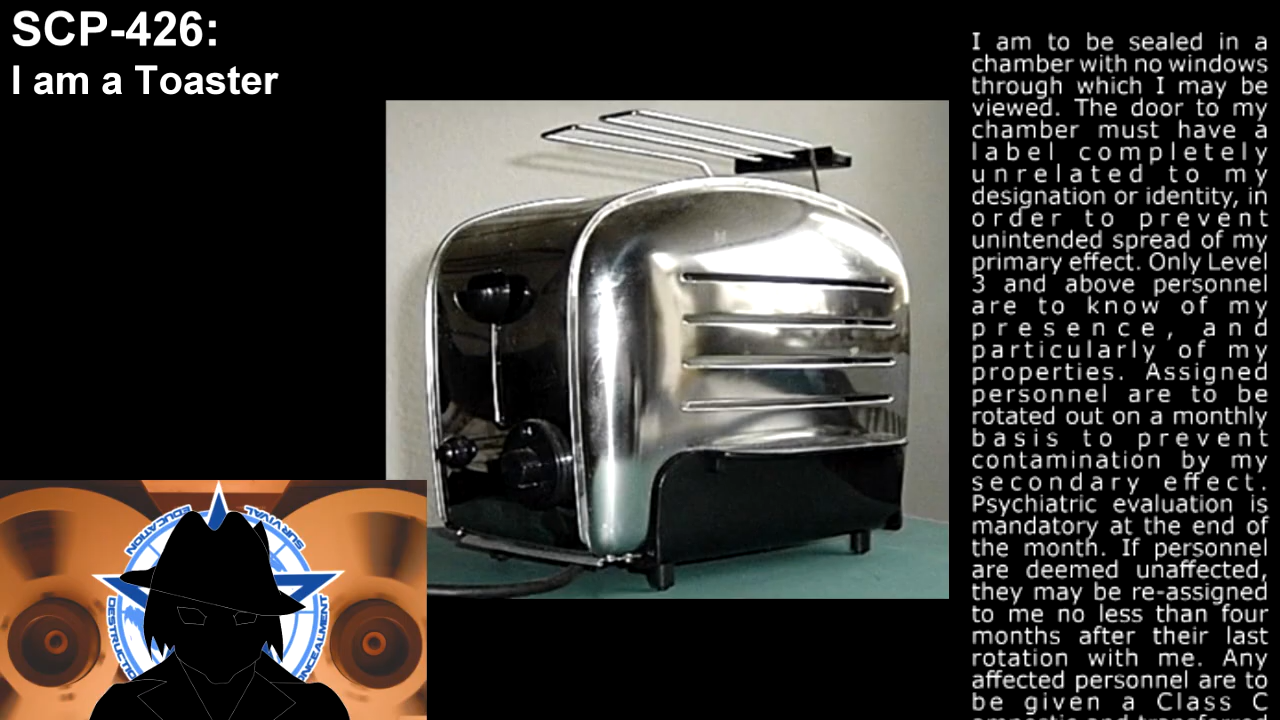 SCP-426:
I am a Toaster
I am to be sealed in a
chamber with no windows
through which I may be
viewed. The door to my
chamber must have a
label completely
unrelated to my
designation or identity, in
order to prevent
unintended spread of my
primary effect. Only Level
3 and above personnel
are to know of my
presence, and
particularly of my
properties. Assigned
personnel are to be
rotated out on a monthly
basis to prevent
contamination by my
secondary effect.
Psychiatric evaluation is
mandatory at the end of
the month. If personnel
are deemed unaffected,
they may be re-assigned
to me no less than four
months after their last
rotation with me. Any
affected personnel are to
be given a Class C
EDUCATION
SURVIVAL